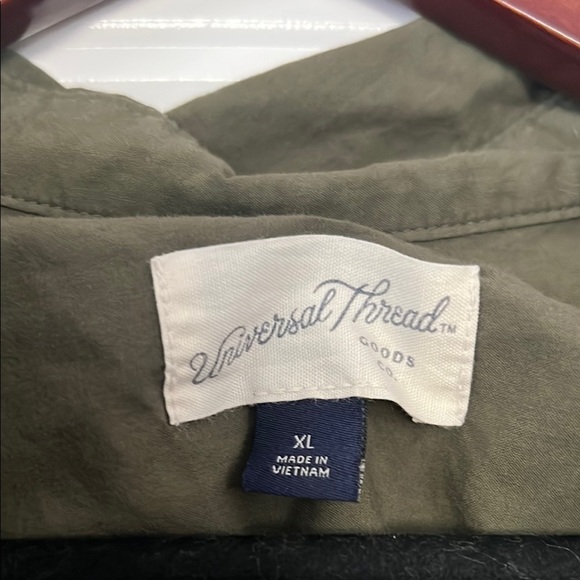 Universal Thread™
GOODS
CO.
XL
MADE IN
VIETNAM